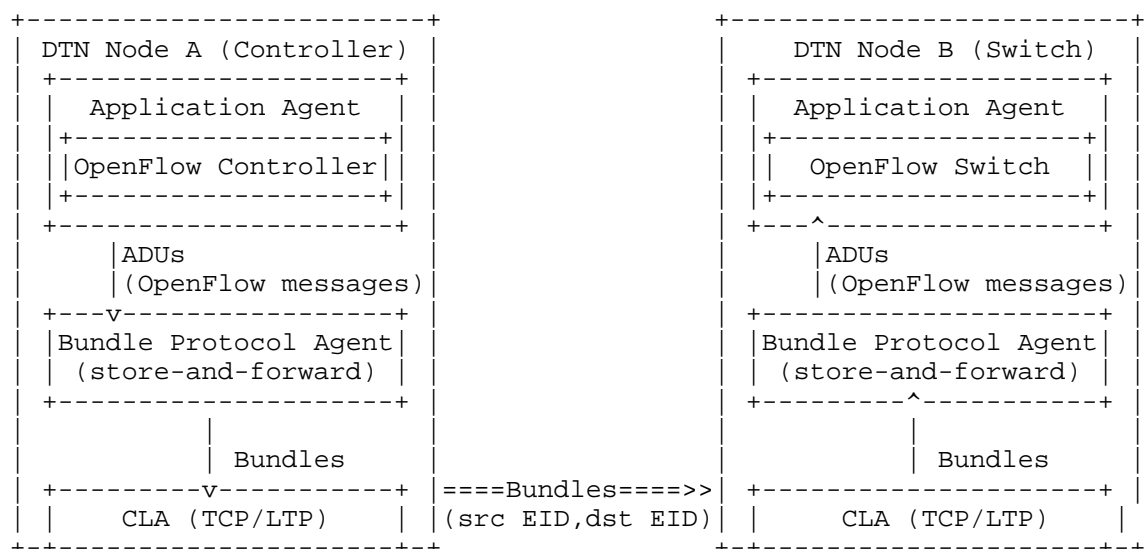 DTN Node A (Controller) DTN Node B (Switch)
Application Agent Application Agent
OpenFlow Controller OpenFlow Switch
ADUs ADUs
(OpenFlow messages) (OpenFlow messages)
Bundle Protocol Agent Bundle Protocol Agent
(store-and-forward) (store-and-forward)
Bundles Bundles
====Bundles====>>
CLA (TCP/LTP) (src EID,dst EID) CLA (TCP/LTP)